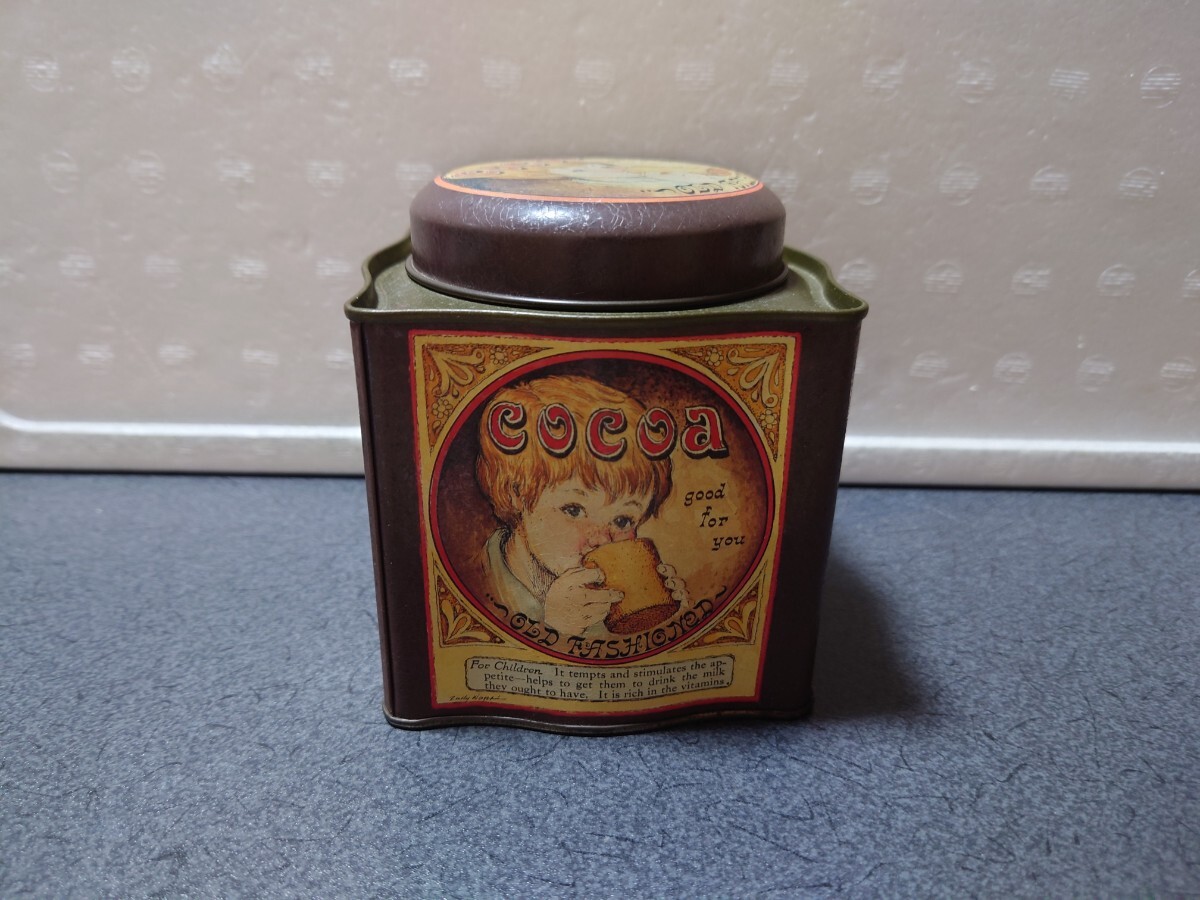 cocoa
good
for
you
"~OLD FASHIONED~
For Children. It tempts and stimulates the ap-
petite—helps to get them to drink the milk
they ought to have. It is rich in the vitamins.